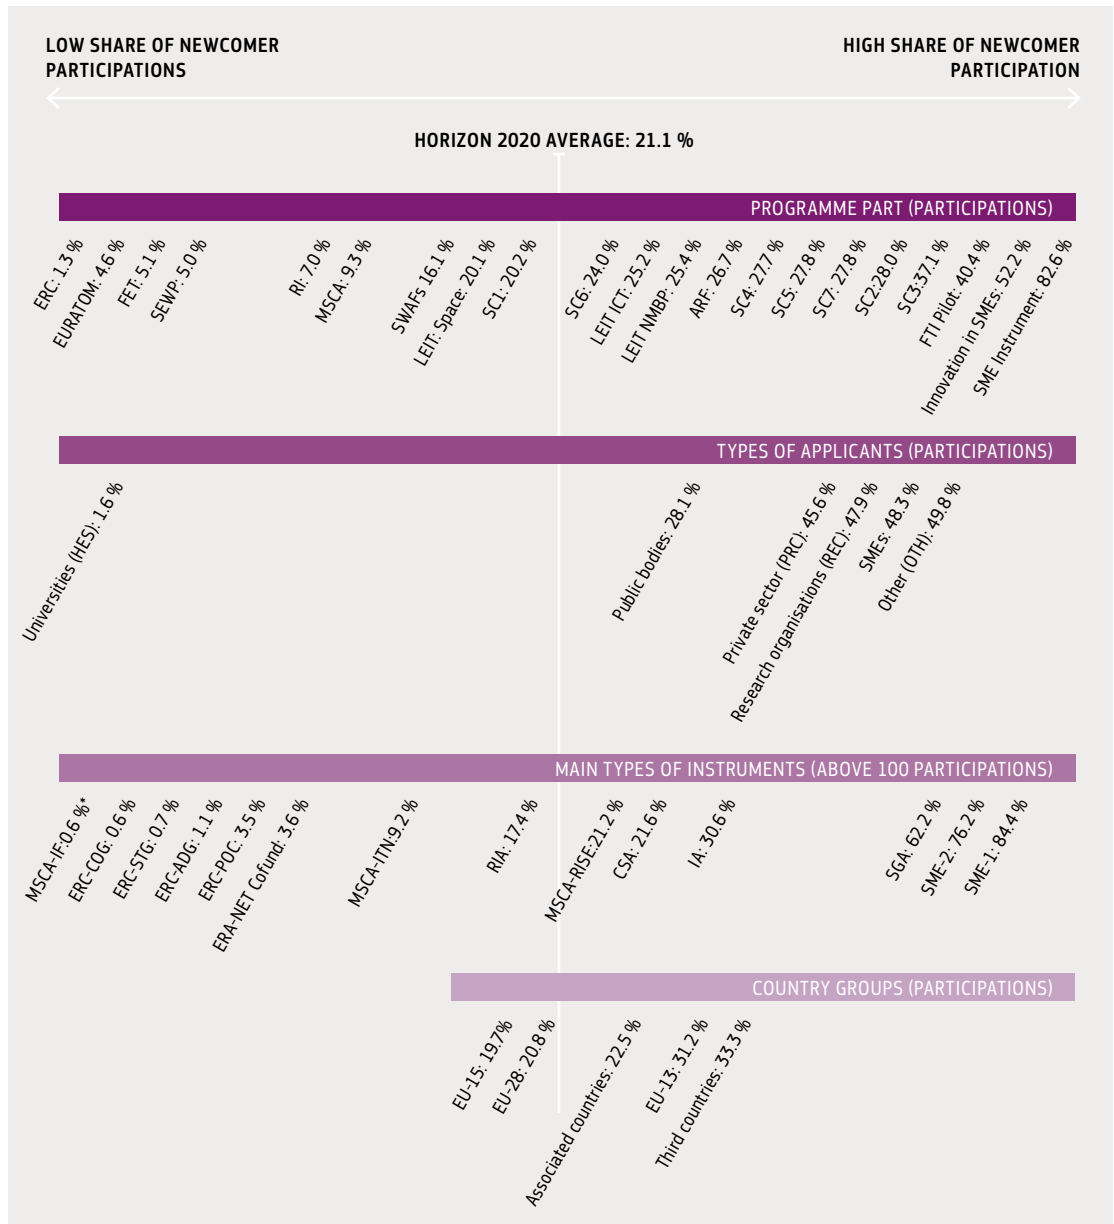 LOW SHARE OF NEWCOMER
PARTICIPATIONS
HIGH SHARE OF NEWCOMER
PARTICIPATION
HORIZON 2020 AVERAGE: 21.1 %
PROGRAMME PART (PARTICIPATIONS)
ERC: 1.3 %
EURATOM: 4.6 %
FET: 5.1 %
SEWP: 5.0 %
RI: 7.0 %
MSCA: 9.3 %
SWAFs 16.1 %
LEIT: Space: 20.1 %
SC1: 20.2 %
SC6: 24.0 %
LEIT ICT: 25.2 %
LEIT NMBP: 25.4 %
ARF: 26.7 %
SC4: 27.7 %
SC5: 27.8 %
SC7: 27.8 %
SC2:28.0 %
SC3:37.1 %
FTI Pilot: 40.4 %
Innovation in SMEs: 52.2 %
SME Instrument: 82.6 %
TYPES OF APPLICANTS (PARTICIPATIONS)
Universities (HES): 1.6 %
Public bodies: 28.1 %
Private sector (PRC): 45.6 %
Research organisations (REC): 47.9 %
SMEs: 48.3 %
Other (OTH): 49.8 %
MAIN TYPES OF INSTRUMENTS (ABOVE 100 PARTICIPATIONS)
MSCA-IF:0.6 %*
ERC-COG: 0.6 %
ERC-STG: 0.7 %
ERC-ADG: 1.1 %
ERC-POC: 3.5 %
ERA-NET Cofund: 3.6 %
MSCA-ITN:9.2 %
RIA: 17.4 %
MSCA-RISE:21.2 %
CSA: 21.6 %
IA: 30.6 %
SGA: 62.2 %
SME-2: 76.2 %
SME-1: 84.4 %
COUNTRY GROUPS (PARTICIPATIONS)
EU-15: 19.7%
EU-28: 20.8 %
Associated countries: 22.5 %
EU-13: 31.2 %
Third countries: 33.3 %